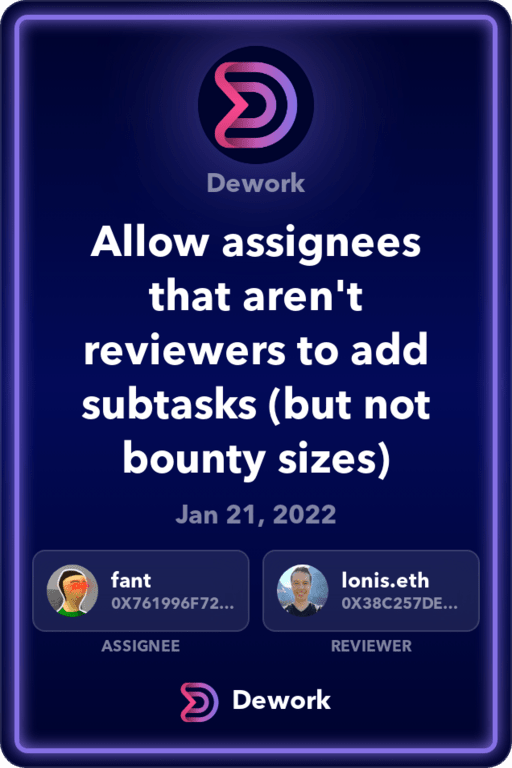 Dework
Allow assignees
that aren't
reviewers to add
subtasks (but not
bounty sizes)
Jan 21, 2022
fant
0X761996F72...
lonis.eth
0X38C257DE...
ASSIGNEE
REVIEWER
Dework